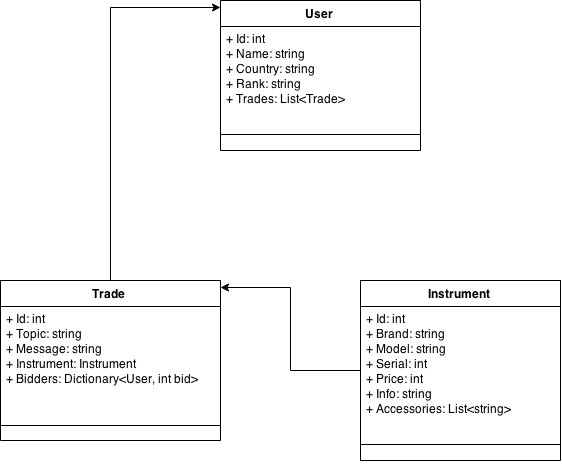 User
+ Id: int
+ Name: string
+ Country: string
+ Rank: string
+ Trades: List<Trade>
Trade
+ Id: int
+ Topic: string
+ Message: string
+ Instrument: Instrument
+ Bidders: Dictionary<User, int bid>
Instrument
+ Id: int
+ Brand: string
+ Model: string
+ Serial: int
+ Price: int
+ Info: string
+ Accessories: List<string>